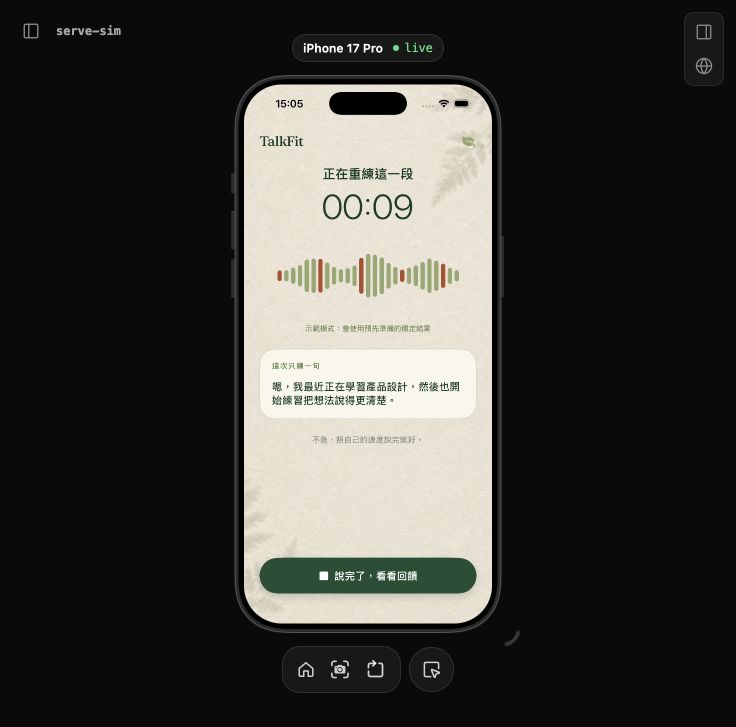 serve-sim
iPhone 17 Pro live
15:05
TalkFit
正在重練這一段
00:09
示範模式：會使用預先準備的穩定結果
這次只練一句
嗯，我最近正在學習產品設計，然後也開
始練習把想法說得更清楚。
不急，照自己的速度說完就好。
說完了，看看回饋